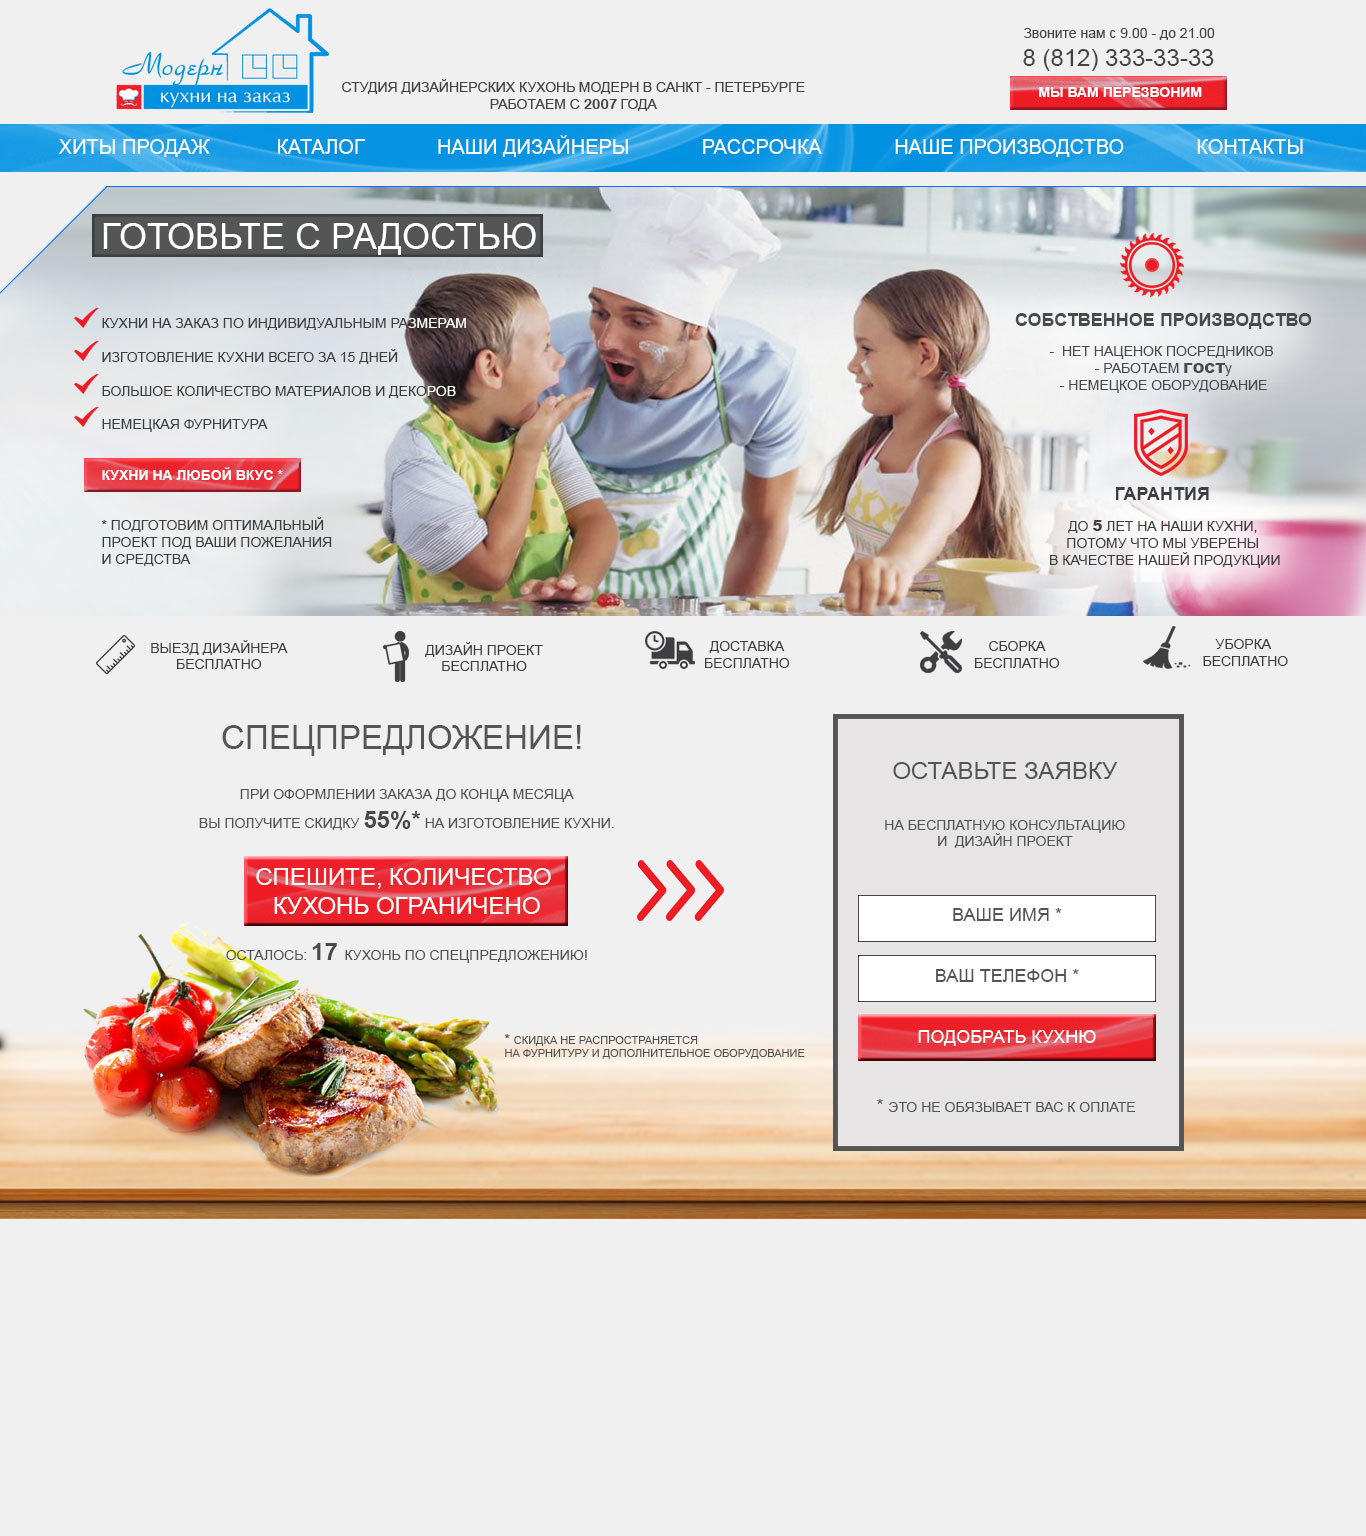 Модерн
кухни на заказ
СТУДИЯ ДИЗАЙНЕРСКИХ КУХОНЬ МОДЕРН В САНКТ - ПЕТЕРБУРГЕ
РАБОТАЕМ С 2007 ГОДА
Звоните нам с 9.00 - до 21.00
8 (812) 333-33-33
МЫ ВАМ ПЕРЕЗВОНИМ
ХИТЫ ПРОДАЖ КАТАЛОГ НАШИ ДИЗАЙНЕРЫ РАССРОЧКА НАШЕ ПРОИЗВОДСТВО КОНТАКТЫ
ГОТОВЬТЕ С РАДОСТЬЮ
КУХНИ НА ЗАКАЗ ПО ИНДИВИДУАЛЬНЫМ РАЗМЕРАМ
ИЗГОТОВЛЕНИЕ КУХНИ ВСЕГО ЗА 15 ДНЕЙ
БОЛЬШОЕ КОЛИЧЕСТВО МАТЕРИАЛОВ И ДЕКОРОВ
НЕМЕЦКАЯ ФУРНИТУРА
КУХНИ НА ЛЮБОЙ ВКУС *
* ПОДГОТОВИМ ОПТИМАЛЬНЫЙ
ПРОЕКТ ПОД ВАШИ ПОЖЕЛАНИЯ
И СРЕДСТВА
СОБСТВЕННОЕ ПРОИЗВОДСТВО
- НЕТ НАЦЕНОК ПОСРЕДНИКОВ
- РАБОТАЕМ ГОСТу
- НЕМЕЦКОЕ ОБОРУДОВАНИЕ
ГАРАНТИЯ
ДО 5 ЛЕТ НА НАШИ КУХНИ,
ПОТОМУ ЧТО МЫ УВЕРЕНЫ
В КАЧЕСТВЕ НАШЕЙ ПРОДУКЦИИ
ВЫЕЗД ДИЗАЙНЕРА
БЕСПЛАТНО
ДИЗАЙН ПРОЕКТ
БЕСПЛАТНО
ДОСТАВКА
БЕСПЛАТНО
СБОРКА
БЕСПЛАТНО
УБОРКА
БЕСПЛАТНО
СПЕЦПРЕДЛОЖЕНИЕ!
ПРИ ОФОРМЛЕНИИ ЗАКАЗА ДО КОНЦА МЕСЯЦА
ВЫ ПОЛУЧИТЕ СКИДКУ 55%* НА ИЗГОТОВЛЕНИЕ КУХНИ.
СПЕШИТЕ, КОЛИЧЕСТВО
КУХОНЬ ОГРАНИЧЕНО
ОСТАЛОСЬ: 17 КУХОНЬ ПО СПЕЦПРЕДЛОЖЕНИЮ!
* СКИДКА НЕ РАСПРОСТРАНЯЕТСЯ
НА ФУРНИТУРУ И ДОПОЛНИТЕЛЬНОЕ ОБОРУДОВАНИЕ
ОСТАВЬТЕ ЗАЯВКУ
НА БЕСПЛАТНУЮ КОНСУЛЬТАЦИЮ
И ДИЗАЙН ПРОЕКТ
ВАШЕ ИМЯ *
ВАШ ТЕЛЕФОН *
ПОДОБРАТЬ КУХНЮ
* ЭТО НЕ ОБЯЗЫВАЕТ ВАС К ОПЛАТЕ